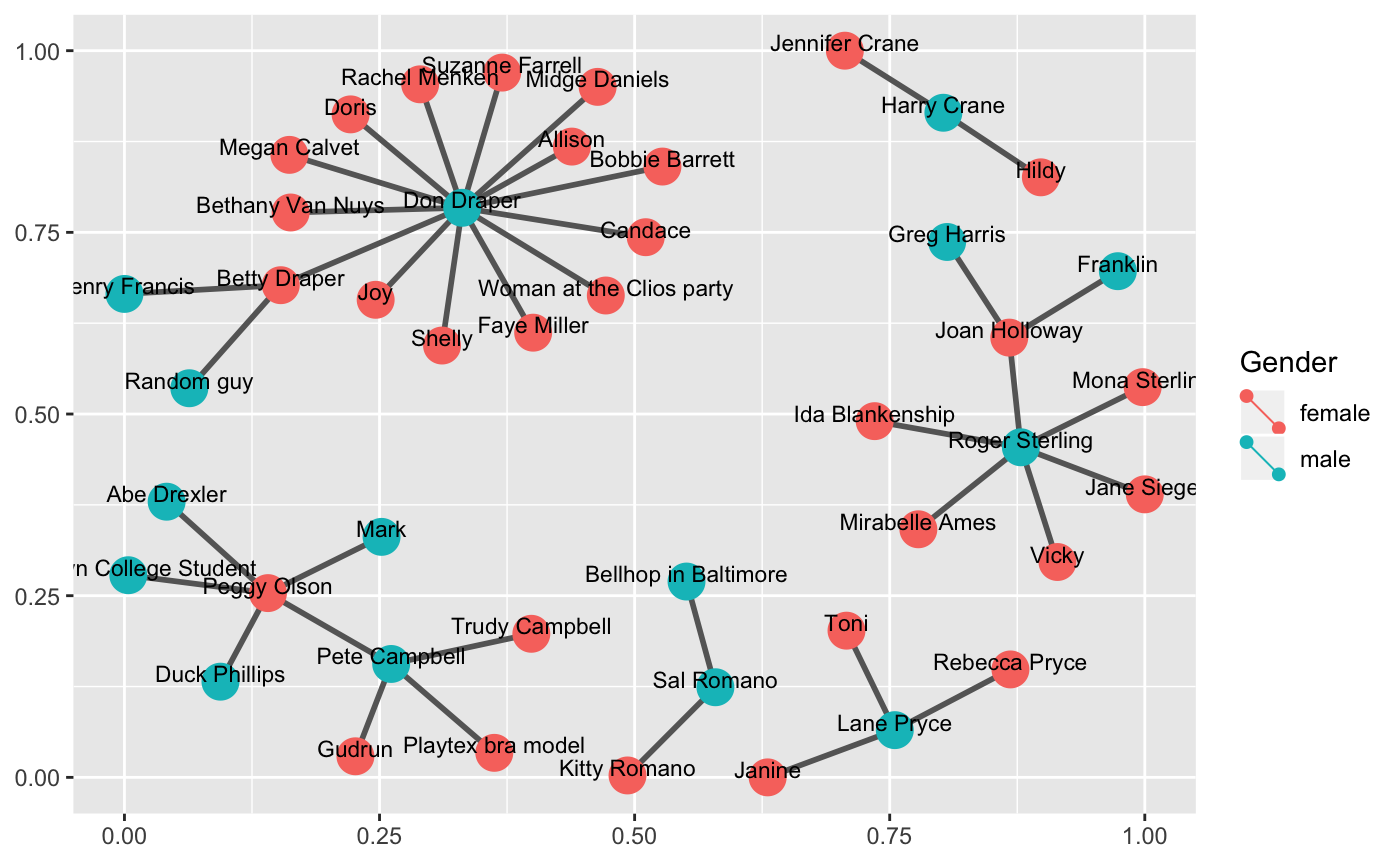 1.00
Jennifer Crane
Suzanne Farrell
Rachel Menken
Midge Daniels
Doris
Harry Crane
Allison
Megan Calvet
Bobbie Barrett
Hildy
Don Draper
Bethany Van Nuys
0.75
Candace
Greg Harris
Franklin
Betty Draper
enry Francis
Joy
Woman at the Clios party
Faye Miller
Shelly
Joan Holloway
Gender
Random guy
Mona Sterlin
0.50
Ida Blankenship
female
Roger Sterling
male
Abe Drexler
Jane Siege
Mark
Mirabelle Ames
Vicky
n College Student
Bellhop in Baltimore
0.25
Peggy Olson
Trudy Campbell
Toni
Pete Campbell
Rebecca Pryce
Duck Phillips
Sal Romano
Lane Pryce
Gudrun
Playtex bra model
Kitty Romano
Janine
0.00
0.00
0.25
0.50
0.75
1.00